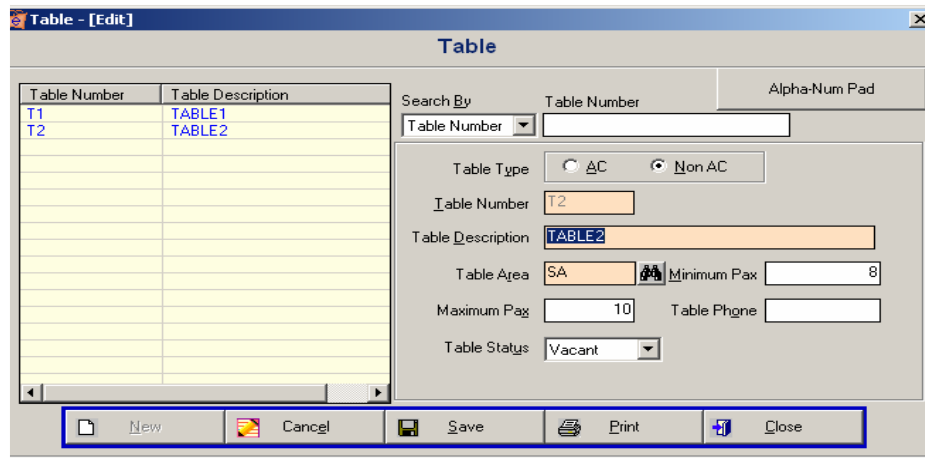 Table - [Edit]
Table
Alpha-Num Pad
Table Number Table Description
T1 TABLE1
T2 TABLE2
Search By Table Number
Table Number
Table Type AC Non AC
Table Number T2
Table Description TABLE2
Table Area SA Minimum Pax 8
Maximum Pax 10 Table Phone
Table Status Vacant
New Cancel Save Print Close